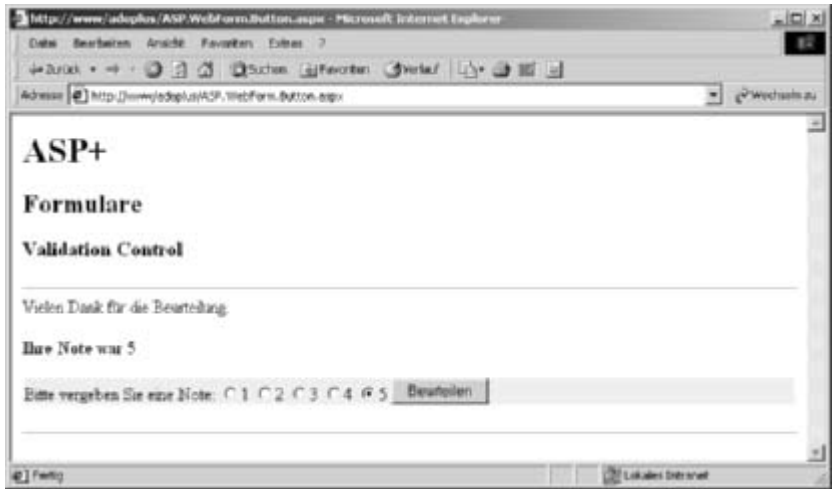 http://www/adoplus/ASP.WebForm.Button.aspx - Microsoft Internet Explorer
Datei Bearbeiten Ansicht Favoriten Extras ?
Zurück Suchen Favoriten Verlauf
Adresse http://www/adoplus/ASP.WebForm.Button.aspx Wechseln zu
ASP+
Formulare
Validation Control
Vielen Dank für die Beurteilung.
Ihre Note war 5
Bitte vergeben Sie eine Note: 1 2 3 4 5 Beurteilen
Fertig Lokales Intranet